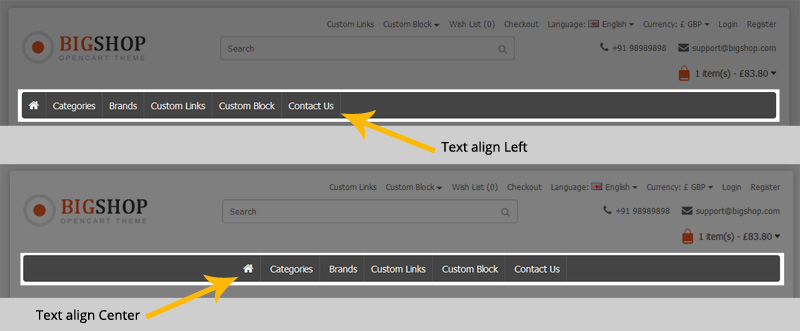 Custom Links Custom Block Wish List (0) Checkout Language: English Currency: £ GBP Login Register
BIGSHOP
OPENCART THEME
Search
+91 98989898 support@bigshop.com
1 item(s) - £83.80
Categories Brands Custom Links Custom Block Contact Us
Text align Left
Custom Links Custom Block Wish List (0) Checkout Language: English Currency: £ GBP Login Register
BIGSHOP
OPENCART THEME
Search
+91 98989898 support@bigshop.com
1 item(s) - £83.80
Categories Brands Custom Links Custom Block Contact Us
Text align Center